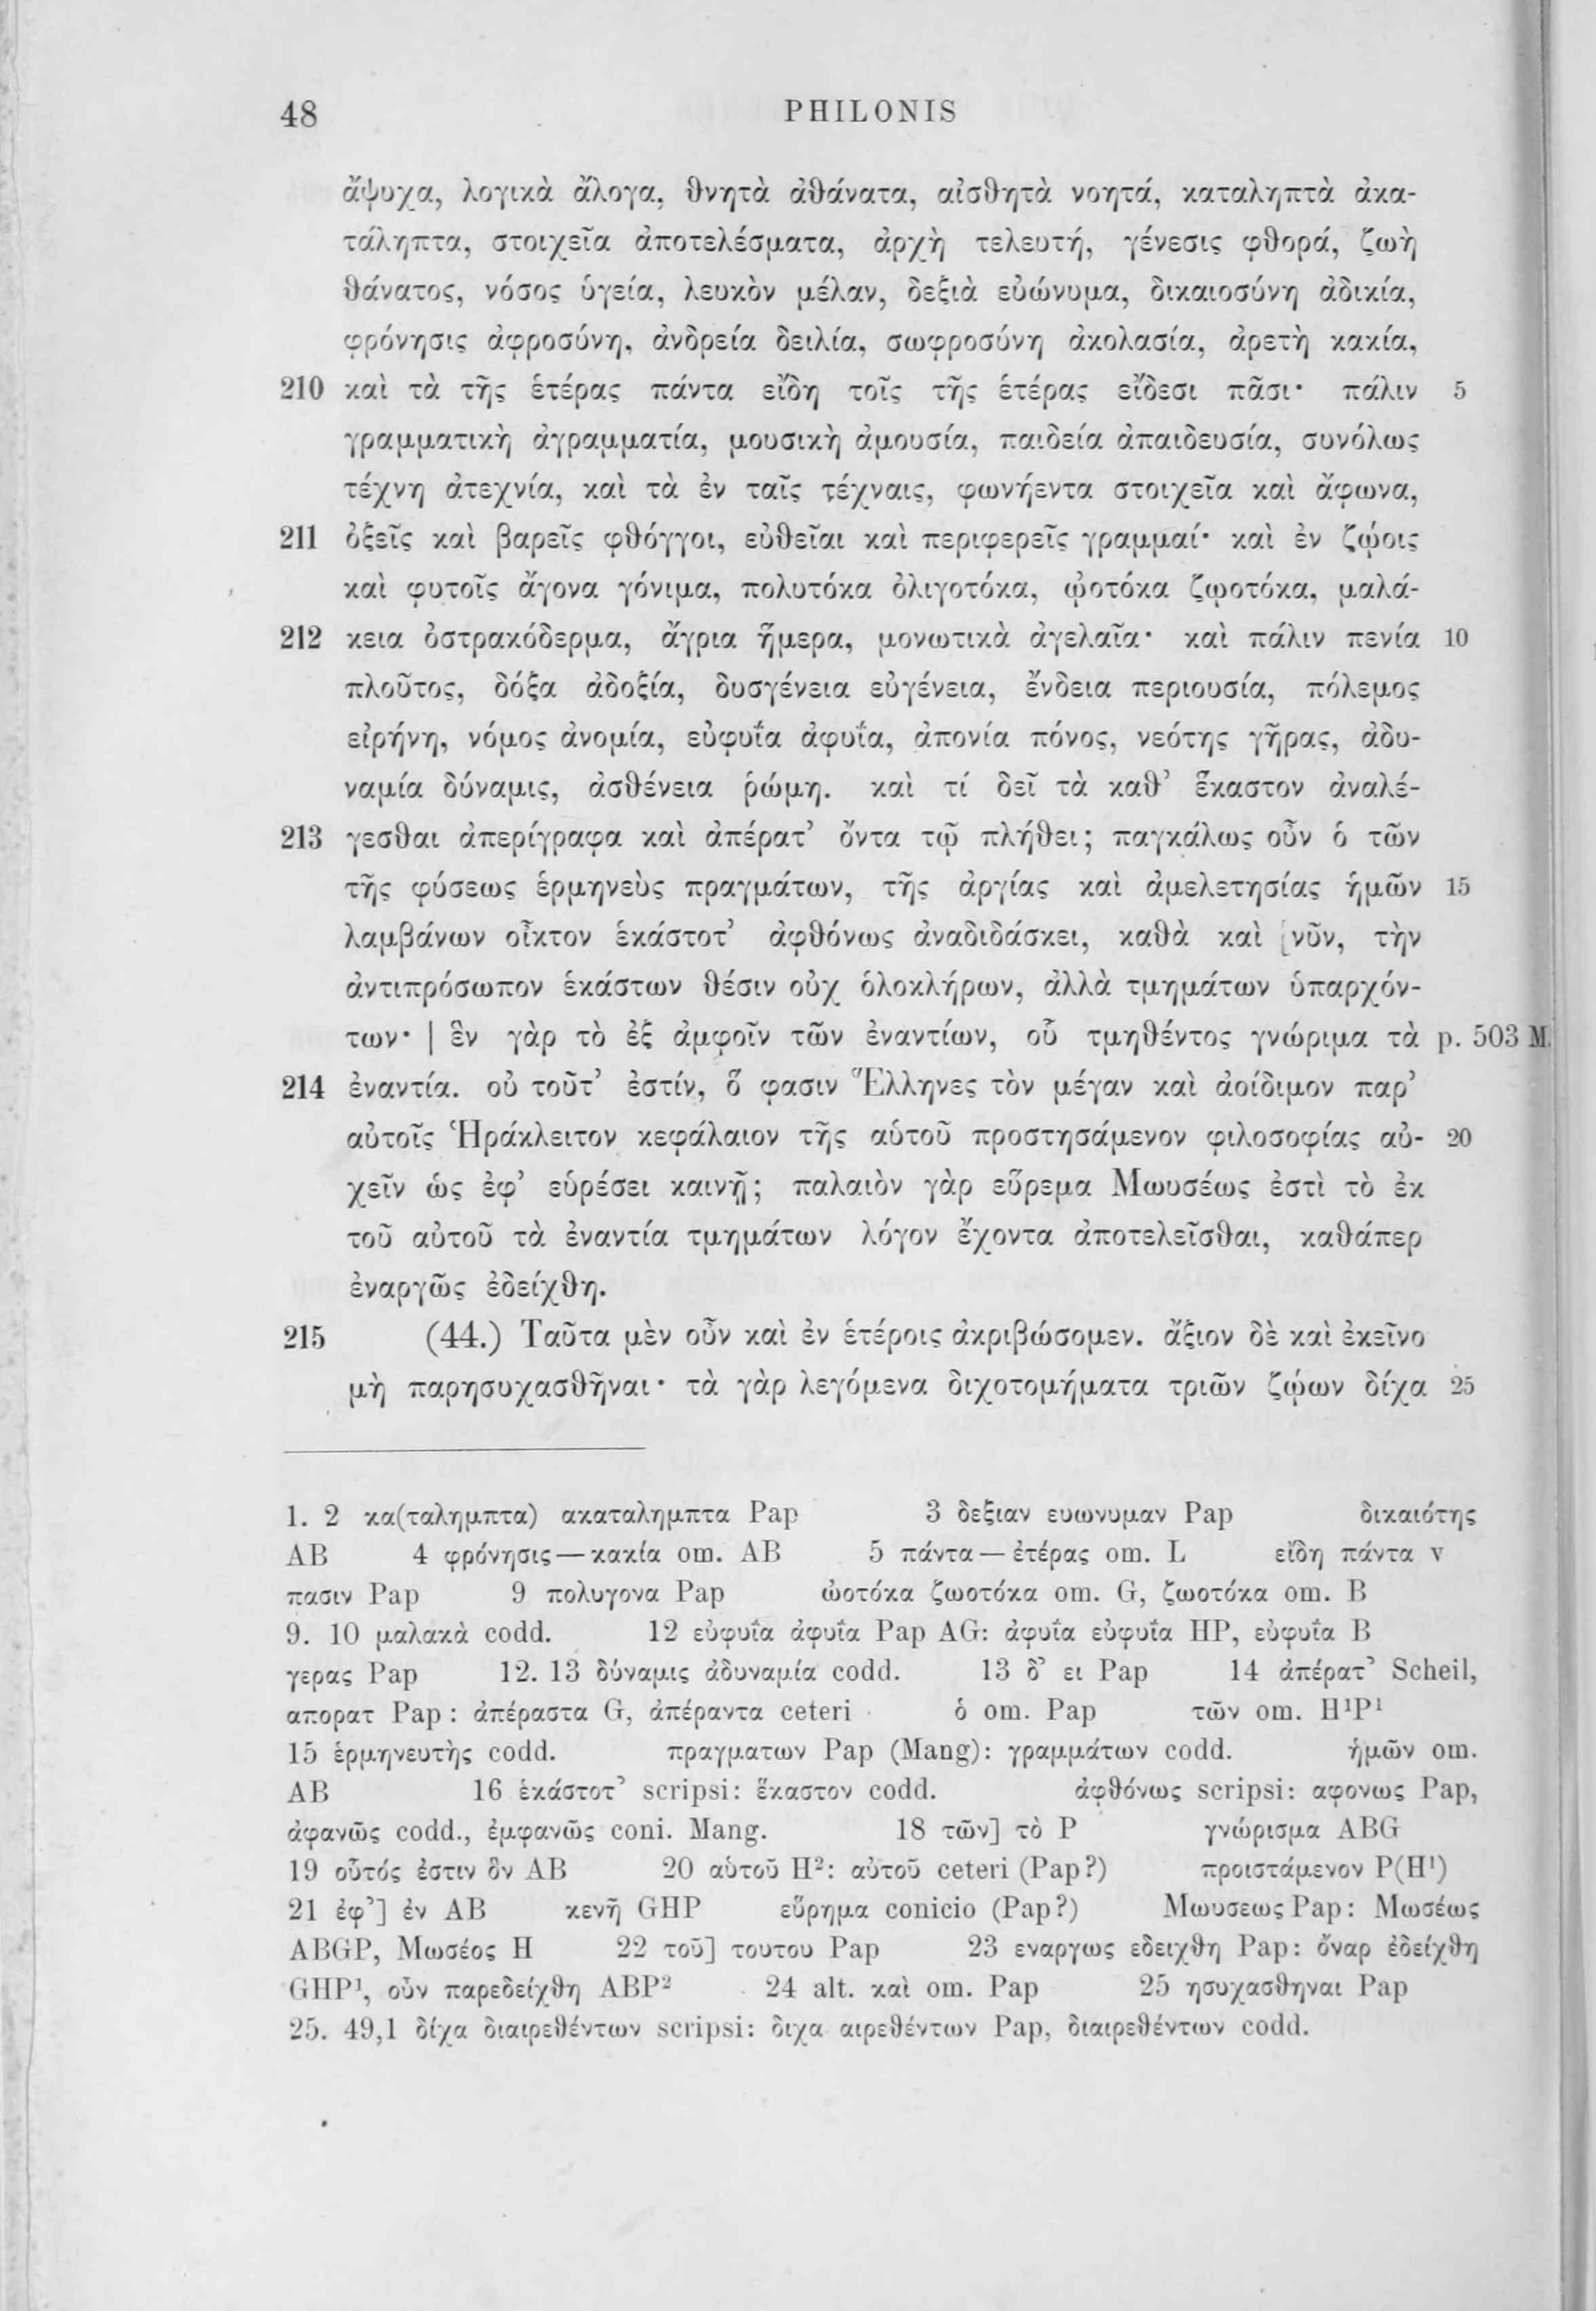 48 PHILONIS
ἄψυχα, λογικὰ ἄλογα, θνητὰ ἀθάνατα, αἰσθητὰ νοητά, καταληπτὰ ἀκα-
τάληπτα, στοιχεῖα ἀποτελέσματα, ἀρχὴ τελευτή, γένεσις φθορά, ζωὴ
θάνατος, νόσος ὑγεία, λευκὸν μέλαν, δεξιὰ εὐώνυμα, δικαιοσύνη ἀδικία,
φρόνησις ἀφροσύνη, ἀνδρεία δειλία, σωφροσύνη ἀκολασία, ἀρετὴ κακία,
210 καὶ τὰ τῆς ἑτέρας πάντα εἴδη τοῖς τῆς ἑτέρας εἴδεσι πᾶσι· πάλιν 5
γραμματικὴ ἀγραμματία, μουσικὴ ἀμουσία, παιδεία ἀπαιδευσία, συνόλως
τέχνη ἀτεχνία, καὶ τὰ ἐν ταῖς τέχναις, φωνήεντα στοιχεῖα καὶ ἄφωνα,
211 ὀξεῖς καὶ βαρεῖς φθόγγοι, εὐθεῖαι καὶ περιφερεῖς γραμμαί· καὶ ἐν ζῴοις
καὶ φυτοῖς ἄγονα γόνιμα, πολυτόκα ὀλιγοτόκα, ᾠοτόκα ζῳοτόκα, μαλά-
212 κεια ὀστρακόδερμα, ἄγρια ἥμερα, μονωτικὰ ἀγελαῖα· καὶ πάλιν πενία 10
πλοῦτος, δόξα ἀδοξία, δυσγένεια εὐγένεια, ἔνδεια περιουσία, πόλεμος
εἰρήνη, νόμος ἀνομία, εὐφυΐα ἀφυΐα, ἀπονία πόνος, νεότης γῆρας, ἀδυ-
ναμία δύναμις, ἀσθένεια ῥώμη. καὶ τί δεῖ τὰ καθ’ ἕκαστον ἀναλέ-
213 γεσθαι ἀπερίγραφα καὶ ἀπέρατ’ ὄντα τῷ πλήθει; παγκάλως οὖν ὁ τῶν
τῆς φύσεως ἑρμηνεὺς πραγμάτων, τῆς ἀργίας καὶ ἀμελετησίας ἡμῶν 15
λαμβάνων οἶκτον ἑκάστοτ’ ἀφθόνως ἀναδιδάσκει, καθὰ καὶ νῦν, τὴν
ἀντιπρόσωπον ἑκάστων θέσιν οὐχ ὁλοκλήρων, ἀλλὰ τμημάτων ὑπαρχόν-
των· | ἓν γὰρ τὸ ἐξ ἀμφοῖν τῶν ἐναντίων, οὗ τμηθέντος γνώριμα τὰ p. 503 M.
214 ἐναντία. οὐ τοῦτ’ ἐστίν, ὅ φασιν Ἕλληνες τὸν μέγαν καὶ ἀοίδιμον παρ’
αὐτοῖς Ἡράκλειτον κεφάλαιον τῆς αὑτοῦ προστησάμενον φιλοσοφίας αὐ- 20
χεῖν ὡς ἐφ’ εὑρέσει καινῇ; παλαιὸν γὰρ εὕρεμα Μωυσέως ἐστὶ τὸ ἐκ
τοῦ αὐτοῦ τὰ ἐναντία τμημάτων λόγον ἔχοντα ἀποτελεῖσθαι, καθάπερ
ἐναργῶς ἐδείχθη.
215 (44.) Ταῦτα μὲν οὖν καὶ ἐν ἑτέροις ἀκριβώσομεν. ἄξιον δὲ καὶ ἐκεῖνο
μὴ παρησυχασθῆναι· τὰ γὰρ λεγόμενα διχοτομήματα τριῶν ζῴων δίχα 25
1. 2 κα(ταλημπτα) ακαταλημπτα Pap 3 δεξιαν ευωνυμαν Pap δικαιότης
AB 4 φρόνησις—κακία om. AB 5 πάντα—ἑτέρας om. L εἴδη πάντα v
πασιν Pap 9 πολυγονα Pap ὠοτόκα ζωοτόκα om. G, ζωοτόκα om. B
9. 10 μαλακὰ codd. 12 εὐφυΐα ἀφυΐα Pap AG: ἀφυΐα εὐφυΐα HP, εὐφυΐα B
γερας Pap 12. 13 δύναμις ἀδυναμία codd. 13 δ’ ει Pap 14 ἀπέρατ’ Scheil,
απορατ Pap: ἀπέραστα G, ἀπέραντα ceteri ὁ om. Pap τῶν om. H¹P¹
15 ἑρμηνευτὴς codd. πραγματων Pap (Mang): γραμμάτων codd. ἡμῶν om.
AB 16 ἑκάστοτ’ scripsi: ἕκαστον codd. ἀφθόνως scripsi: αφονως Pap,
ἀφανῶς codd., ἐμφανῶς coni. Mang. 18 τῶν] τὸ P γνώρισμα ABG
19 οὗτός ἐστιν ὃν AB 20 αὑτοῦ H²: αὐτοῦ ceteri (Pap?) προιστάμενον P(H¹)
21 ἐφ’] ἐν AB κενῇ GHP εὕρημα conicio (Pap?) Μωυσεως Pap: Μωσέως
ABGP, Μωσέος H 22 τοῦ] τουτου Pap 23 εναργως εδειχθη Pap: ὄναρ ἐδείχθη
GHP¹, οὖν παρεδείχθη ABP² 24 alt. καὶ om. Pap 25 ησυχασθηναι Pap
25. 49,1 δίχα διαιρεθέντων scripsi: διχα αιρεθέντων Pap, διαιρεθέντων codd.